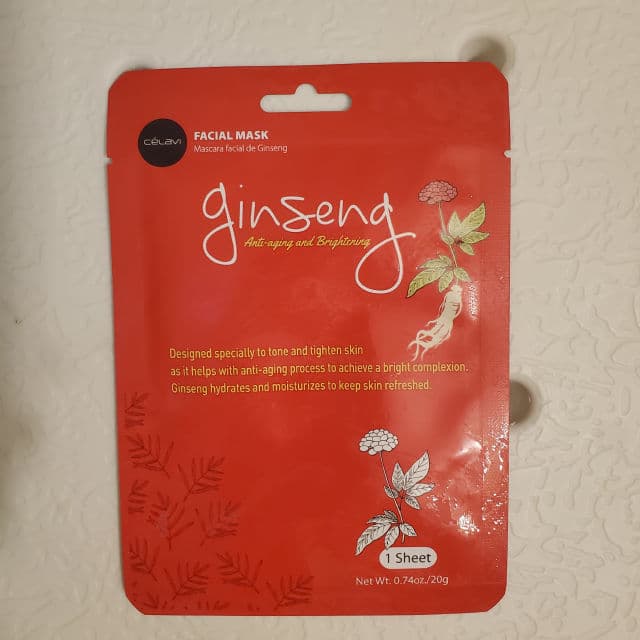 CéLavi
FACIAL MASK
Mascara facial de Ginseng
ginseng
Anti-aging and Brightening
Designed specially to tone and tighten skin
as it helps with anti-aging process to achieve a bright complexion.
Ginseng hydrates and moisturizes to keep skin refreshed.
1 Sheet
Net Wt. 0.74oz./20g